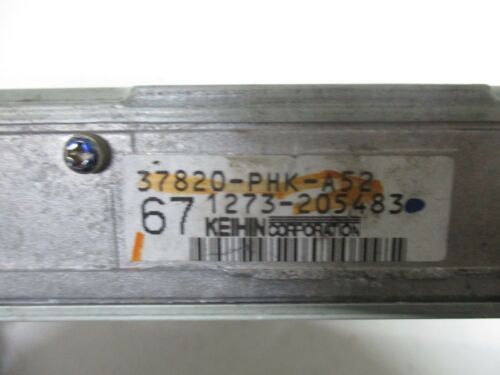 37820-PHK-A52
67 1273-205483
KEIHIN CORPORATION